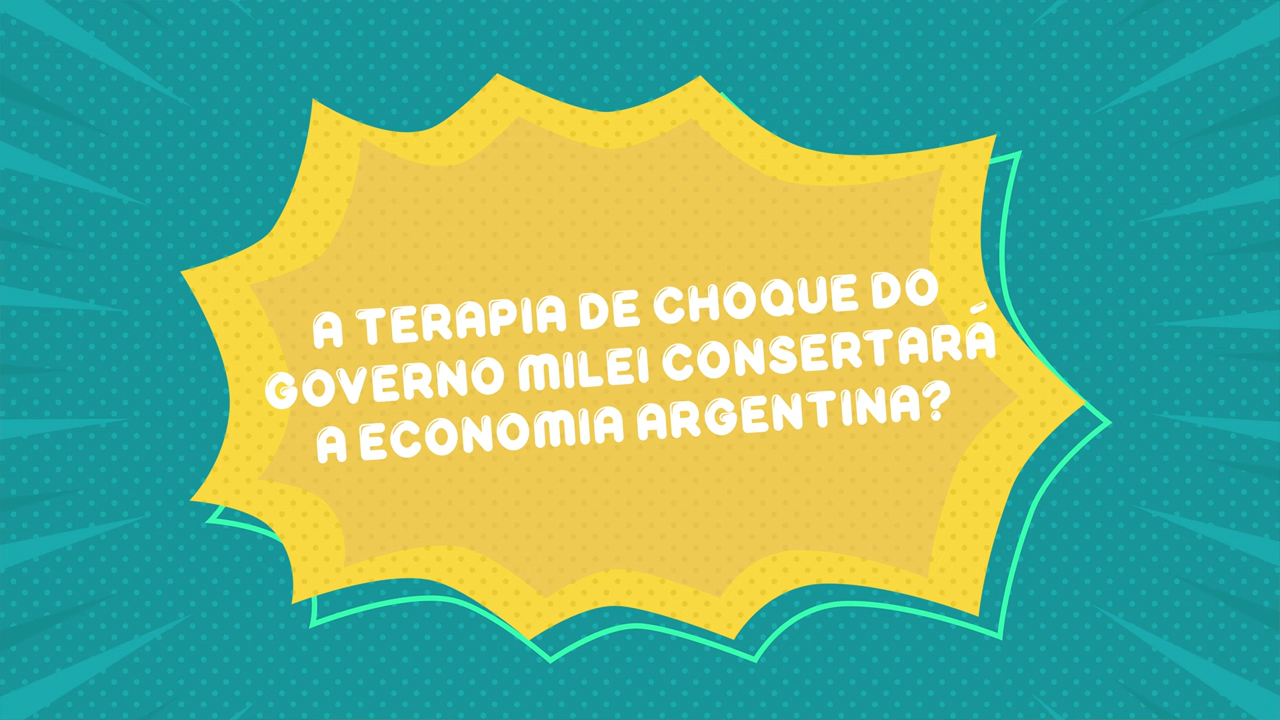 A TERAPIA DE CHOQUE DO
GOVERNO MILEI CONSERTARÁ
A ECONOMIA ARGENTINA?